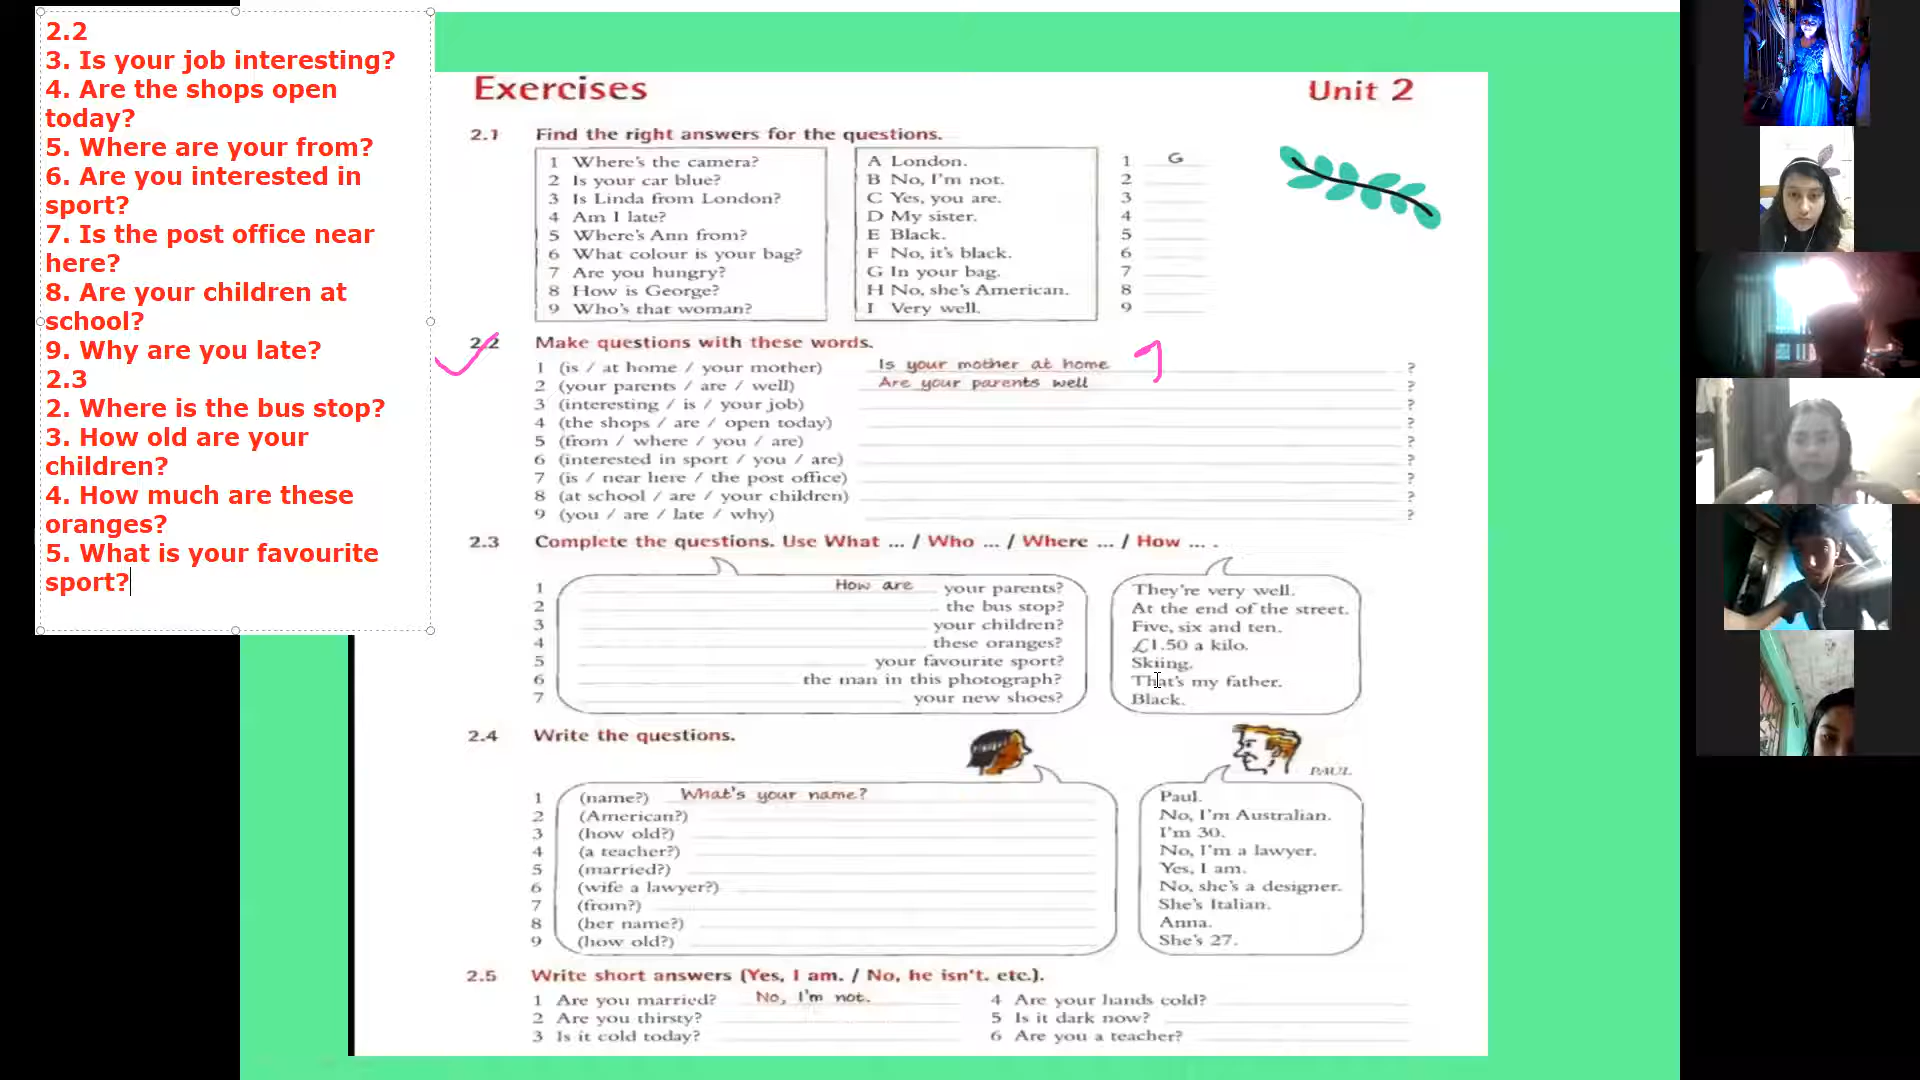 2.2
3. Is your job interesting?
4. Are the shops open
today?
5. Where are your from?
6. Are you interested in
sport?
7. Is the post office near
here?
8. Are your children at
school?
9. Why are you late?
2.3
2. Where is the bus stop?
3. How old are your
children?
4. How much are these
oranges?
5. What is your favourite
sport?
Exercises
Unit 2
2.1 Find the right answers for the questions.
1 Where's the camera?
2 Is your car blue?
3 Is Linda from London?
4 Am I late?
5 Where's Ann from?
6 What colour is your bag?
7 Are you hungry?
8 How is George?
9 Who's that woman?
A London.
B No, I'm not.
C Yes, you are.
D My sister.
E Black.
F No, it's black.
G In your bag.
H No, she's American.
I Very well.
1 G
2
3
4
5
6
7
8
9
2.2 Make questions with these words.
1 (is / at home / your mother) Is your mother at home ?
2 (your parents / are / well) Are your parents well ?
3 (interesting / is / your job) ?
4 (the shops / are / open today) ?
5 (from / where / you / are) ?
6 (interested in sport / you / are) ?
7 (is / near here / the post office) ?
8 (at school / are / your children) ?
9 (you / are / late / why) ?
2.3 Complete the questions. Use What ... / Who ... / Where ... / How ... .
1 How are your parents?
2 the bus stop?
3 your children?
4 these oranges?
5 your favourite sport?
6 the man in this photograph?
7 your new shoes?
They're very well.
At the end of the street.
Five, six and ten.
£1.50 a kilo.
Skiing.
That's my father.
Black.
2.4 Write the questions.
PAUL
1 (name?) What's your name?
2 (American?)
3 (how old?)
4 (a teacher?)
5 (married?)
6 (wife a lawyer?)
7 (from?)
8 (her name?)
9 (how old?)
Paul.
No, I'm Australian.
I'm 30.
No, I'm a lawyer.
Yes, I am.
No, she's a designer.
She's Italian.
Anna.
She's 27.
2.5 Write short answers (Yes, I am. / No, he isn't. etc.).
1 Are you married? No, I'm not.
2 Are you thirsty?
3 Is it cold today?
4 Are your hands cold?
5 Is it dark now?
6 Are you a teacher?